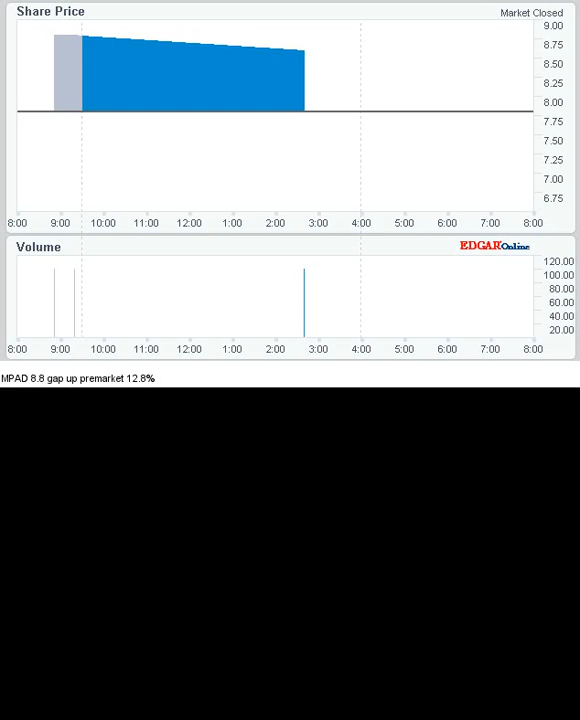 Share Price
Market Closed
9.00
8.75
8.50
8.25
8.00
7.75
7.50
7.25
7.00
6.75
8:00 9:00 10:00 11:00 12:00 1:00 2:00 3:00 4:00 5:00 6:00 7:00 8:00
Volume
EDGAR Online
120.00
100.00
80.00
60.00
40.00
20.00
8:00 9:00 10:00 11:00 12:00 1:00 2:00 3:00 4:00 5:00 6:00 7:00 8:00
MPAD 8.8 gap up premarket 12.8%